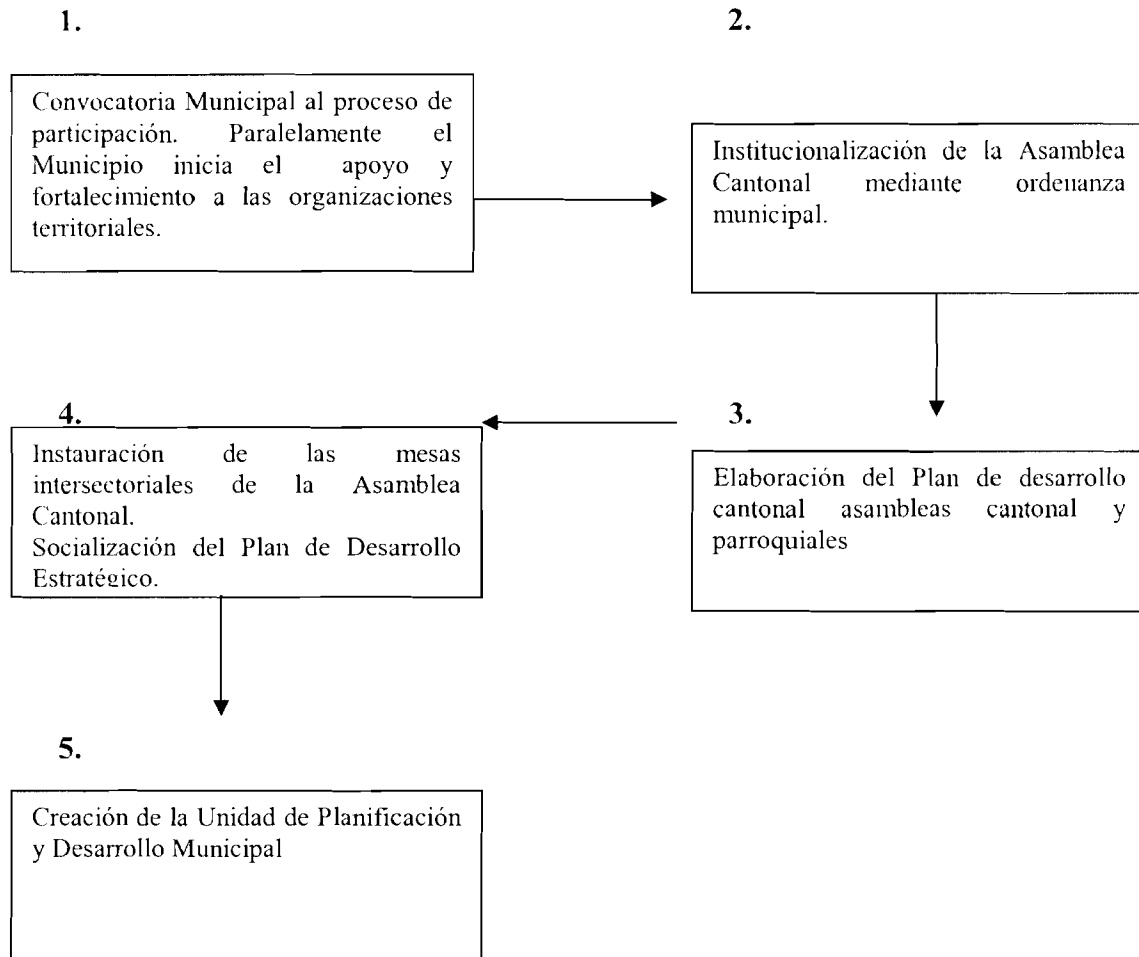 1.
Convocatoria Municipal al proceso de
participación. Paralelamente el
Municipio inicia el apoyo y
fortalecimiento a las organizaciones
territoriales.
2.
Institucionalización de la Asamblea
Cantonal mediante ordenanza
municipal.
3.
Elaboración del Plan de desarrollo
cantonal asambleas cantonal y
parroquiales
4.
Instauración de las mesas
intersectoriales de la Asamblea
Cantonal.
Socialización del Plan de Desarrollo
Estratégico.
5.
Creación de la Unidad de Planificación
y Desarrollo Municipal